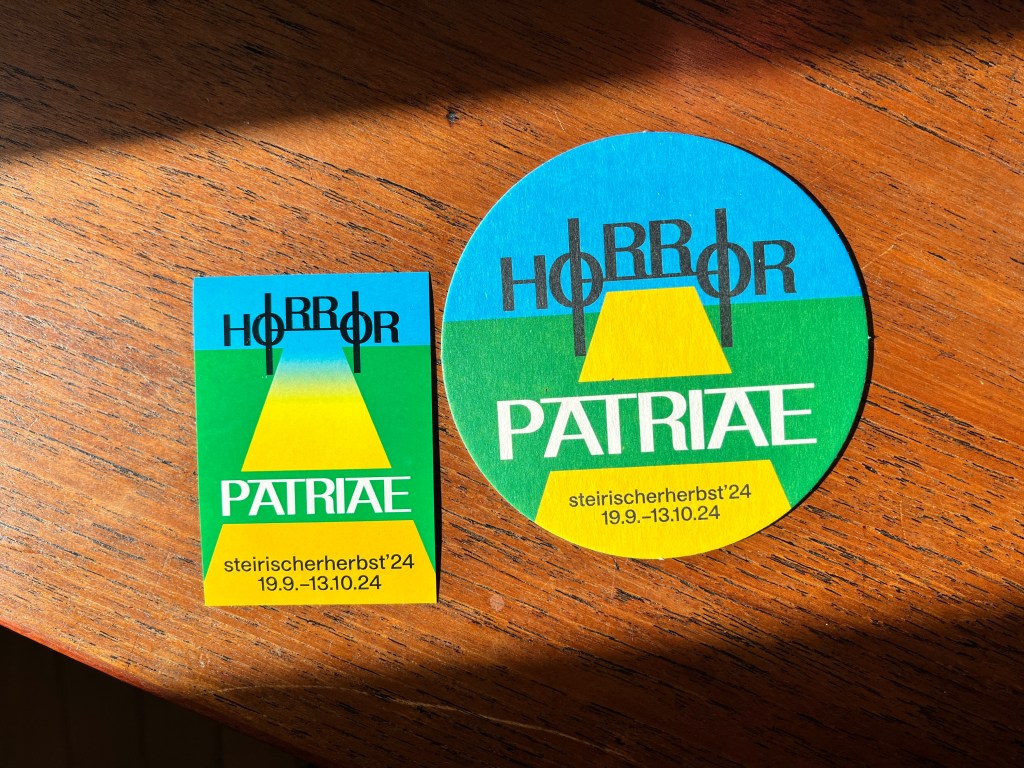 HORROR
PATRIAE
steirischerherbst'24
19.9.–13.10.24
HORROR
PATRIAE
steirischerherbst'24
19.9.–13.10.24